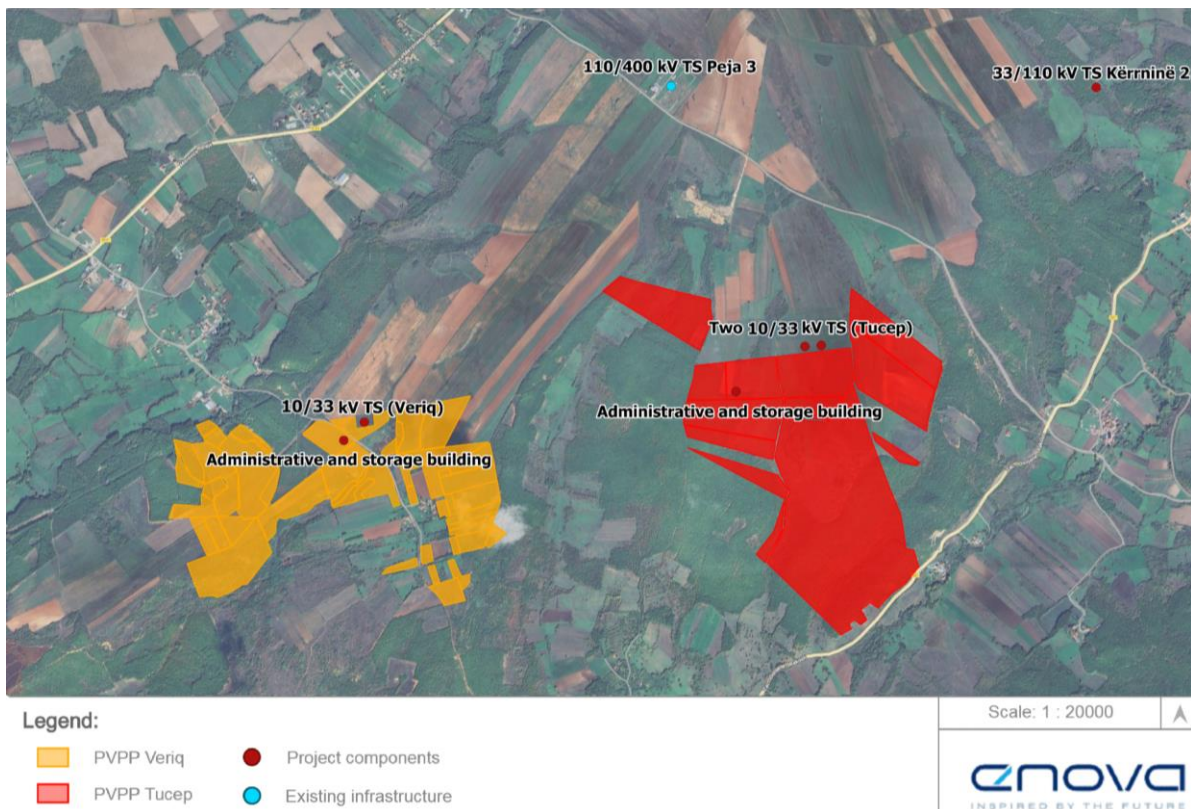 110/400 kV TS Peja 3
33/110 kV TS Kërrninë 2
Two 10/33 kV TS (Tucep)
Administrative and storage building
10/33 kV TS (Veriq)
Administrative and storage building
Legend:
PVPP Veriq
Project components
PVPP Tucep
Existing infrastructure
Scale: 1 : 20000
enova
INSPIRED BY THE FUTURE